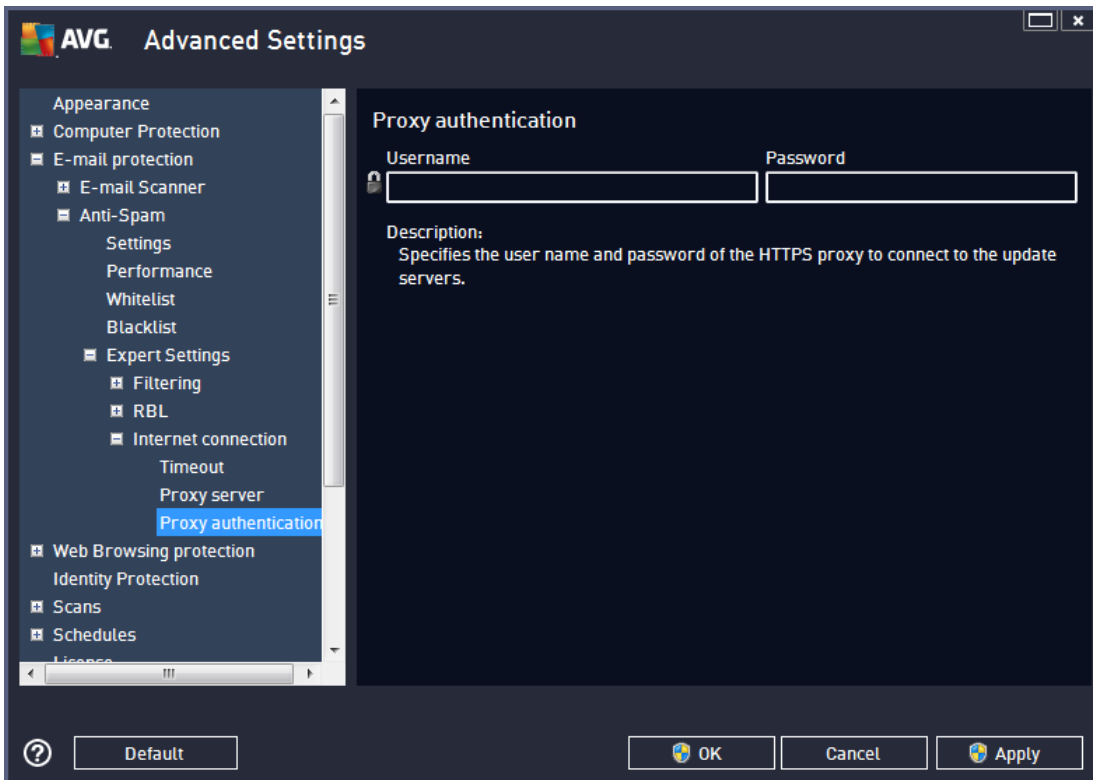 AVG. Advanced Settings
Appearance
Computer Protection
E-mail protection
E-mail Scanner
Anti-Spam
Settings
Performance
Whitelist
Blacklist
Expert Settings
Filtering
RBL
Internet connection
Timeout
Proxy server
Proxy authentication
Web Browsing protection
Identity Protection
Scans
Schedules
License
Proxy authentication
Username Password
Description:
Specifies the user name and password of the HTTPS proxy to connect to the update
servers.
Default OK Cancel Apply